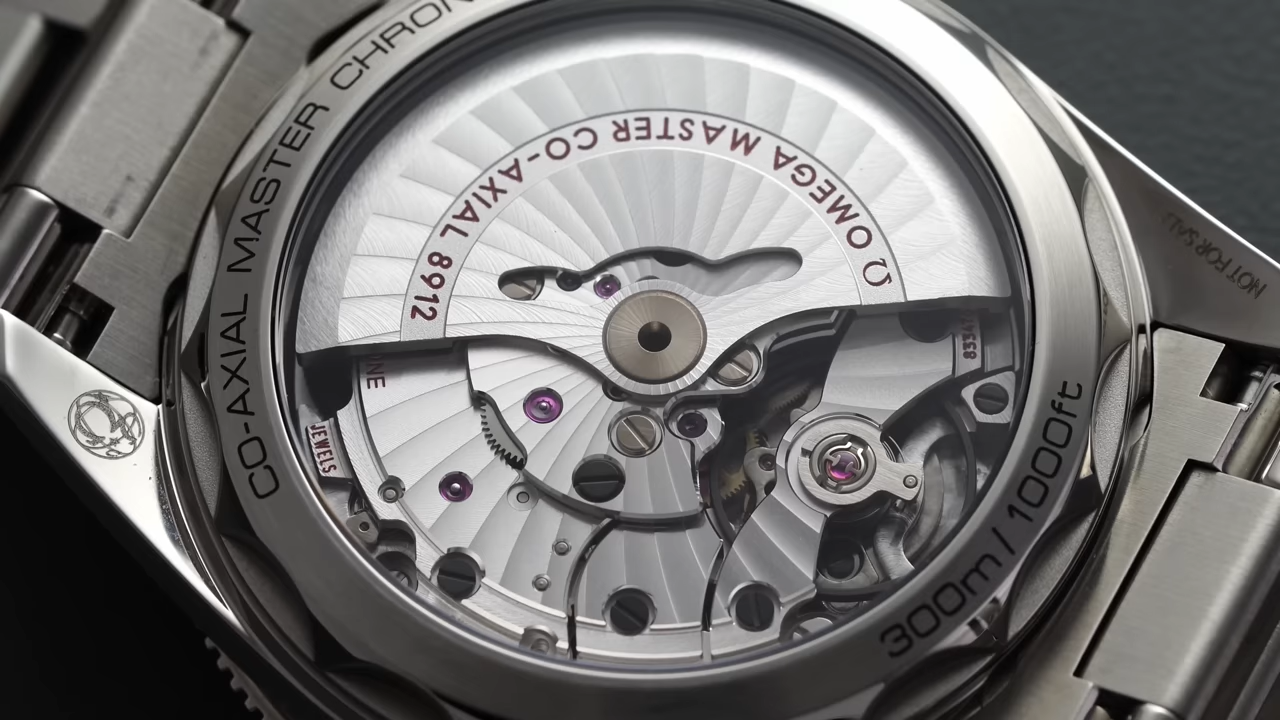 CO-AXIAL MASTER CHRON
300m / 1000ft
Ω OMEGA MASTER CO-AXIAL 8912
JEWELS
NOT FOR SALE